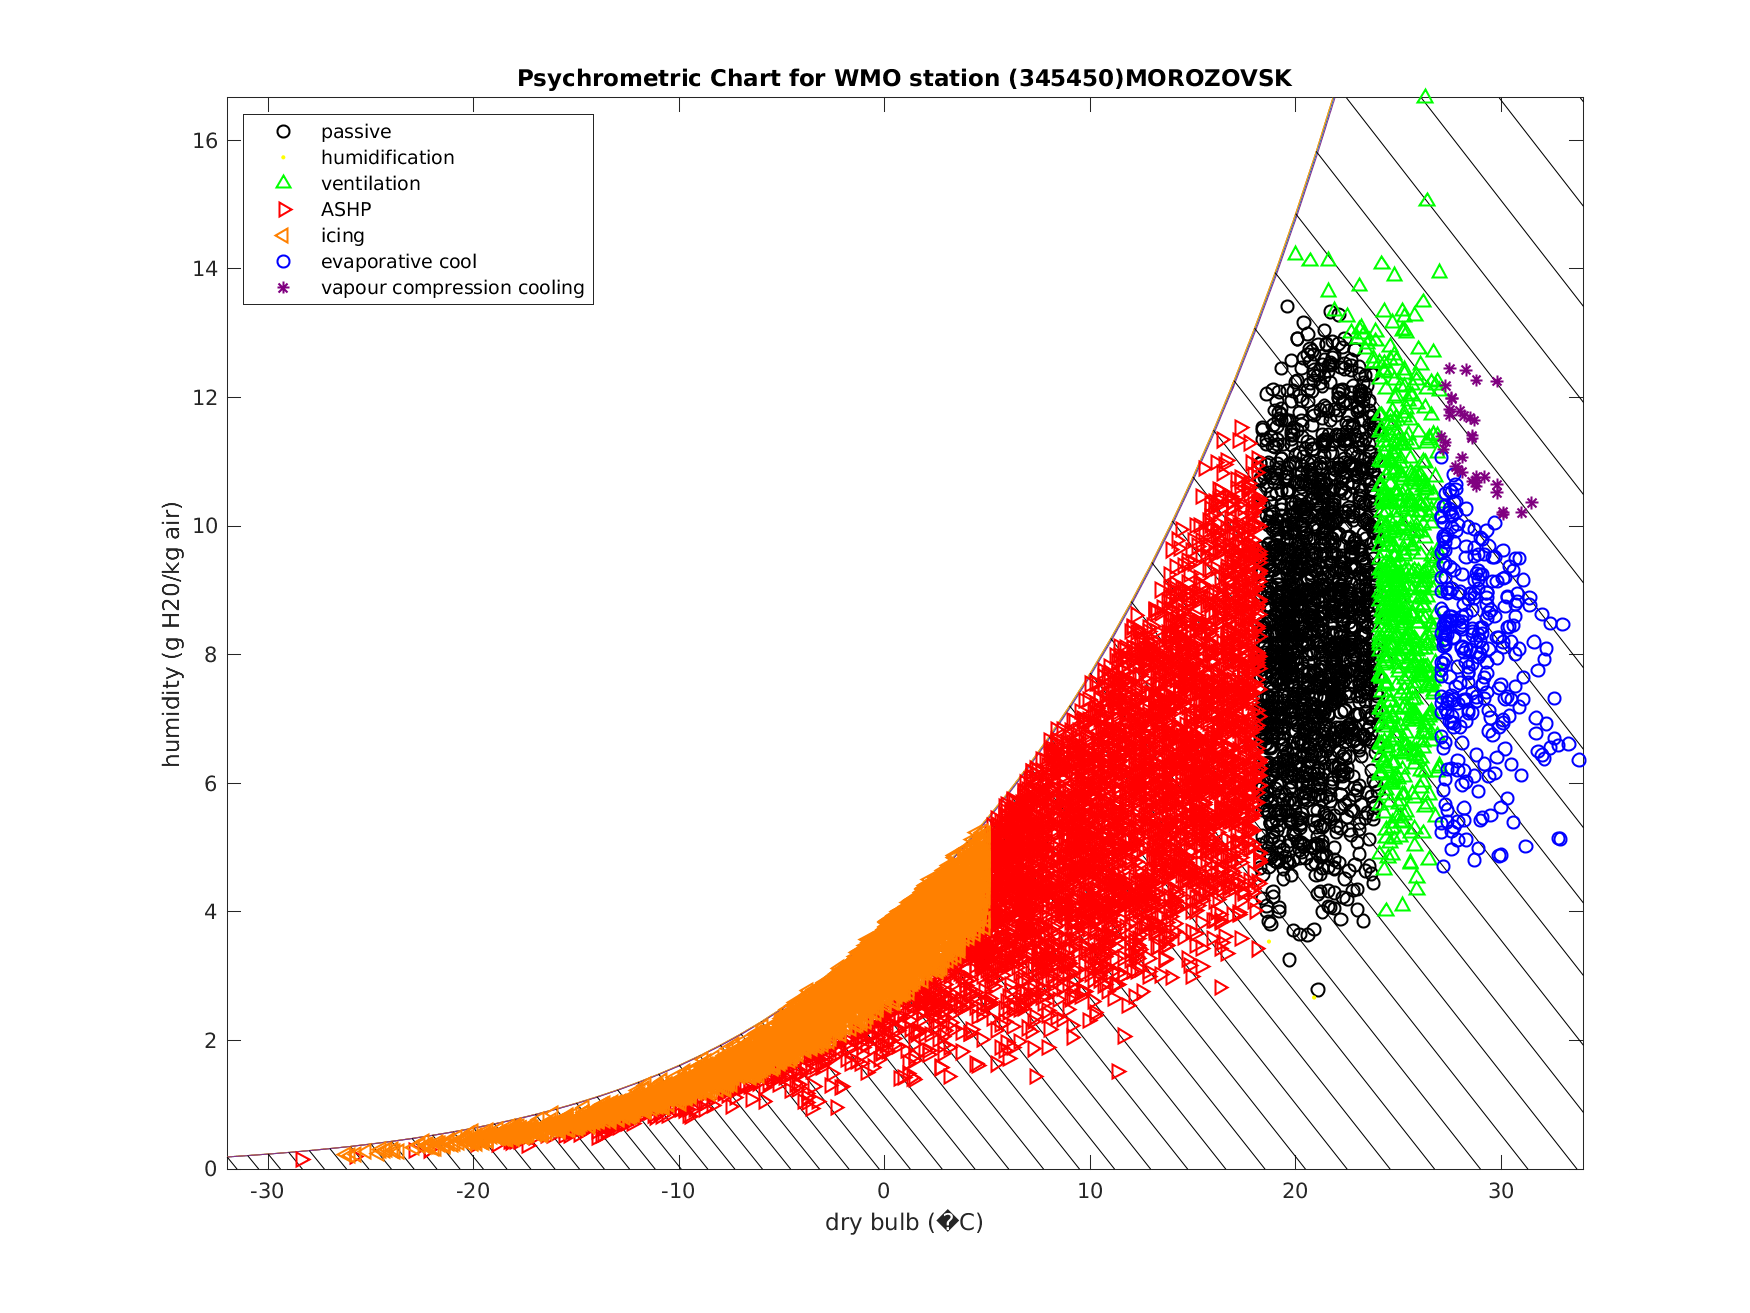 Psychrometric Chart for WMO station (345450)MOROZOVSK
passive
humidification
ventilation
ASHP
icing
evaporative cool
vapour compression cooling
humidity (g H20/kg air)
16
14
12
10
8
6
4
2
0
-30 -20 -10 0 10 20 30
dry bulb (�C)